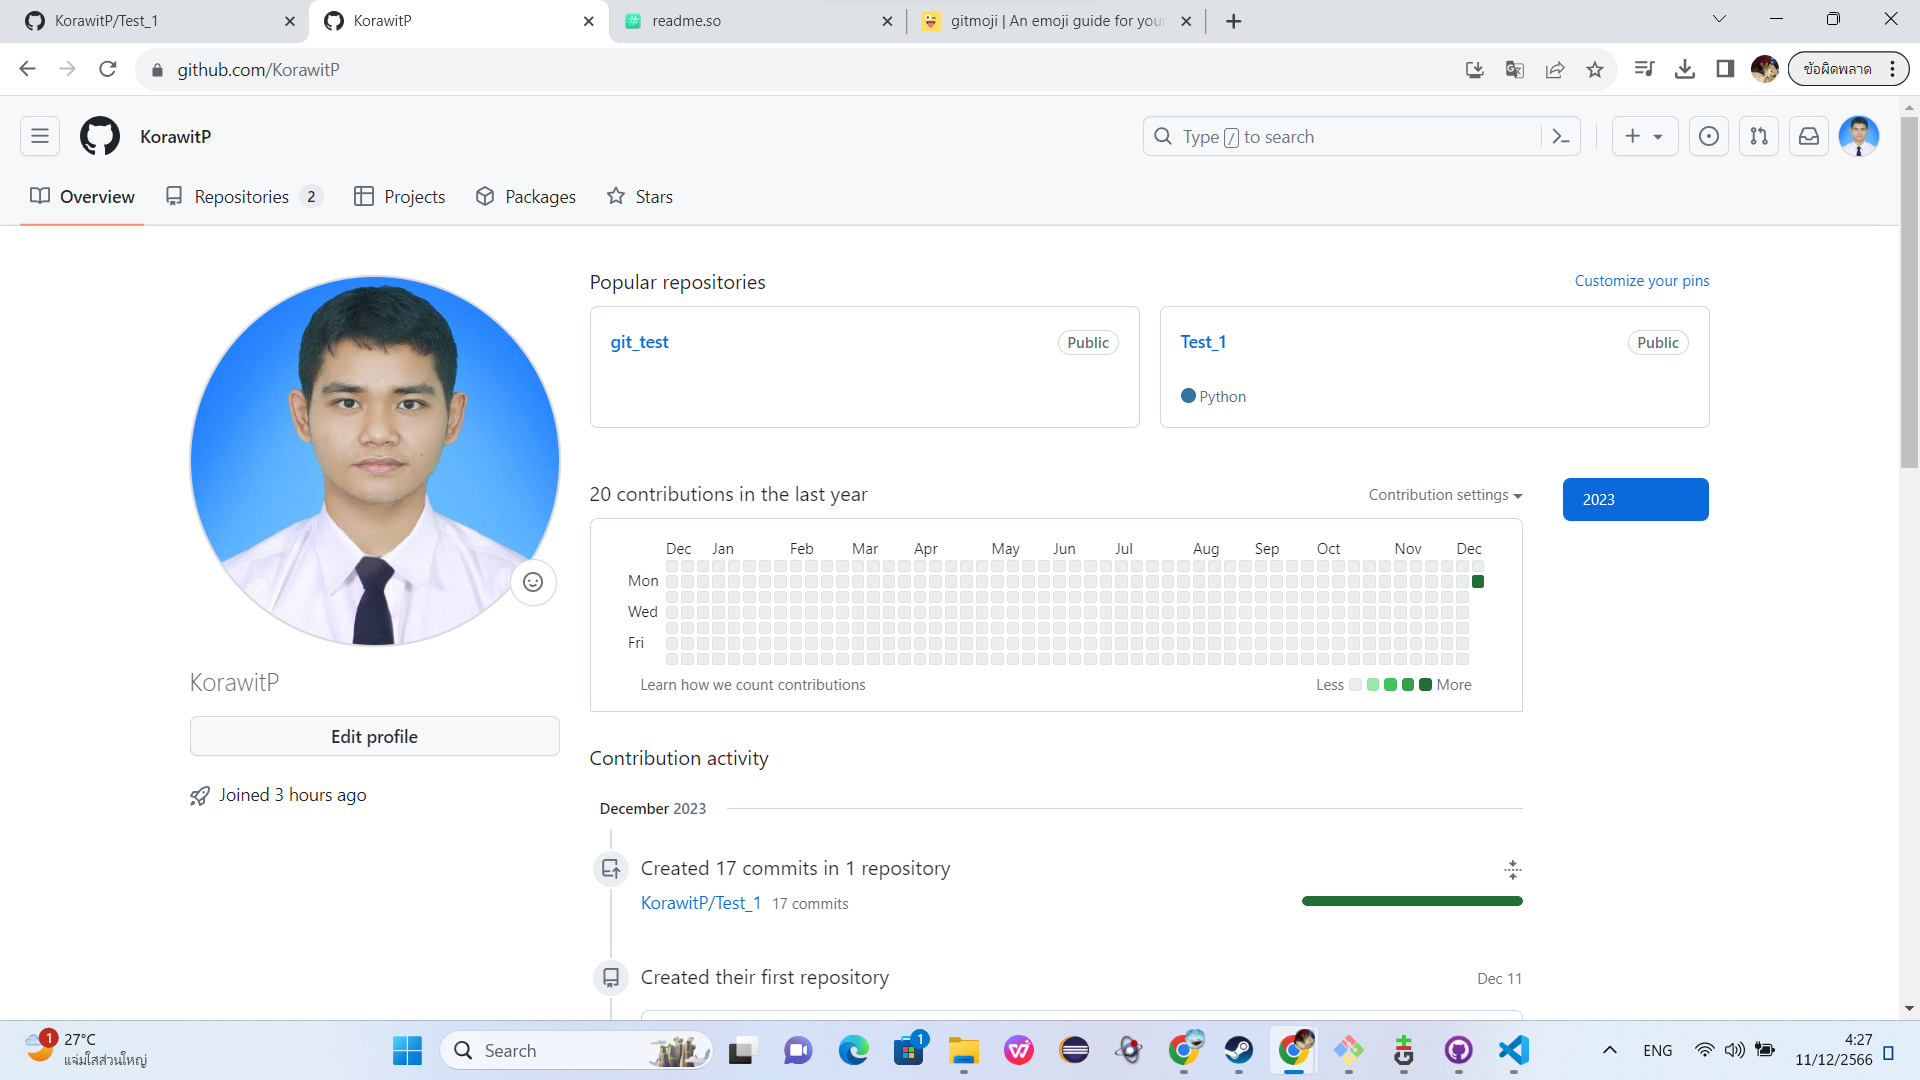 KorawitP/Test_1
KorawitP
readme.so
gitmoji | An emoji guide for your
github.com/KorawitP
ข้อผิดพลาด
KorawitP
Type / to search
Overview
Repositories 2
Projects
Packages
Stars
Popular repositories
Customize your pins
git_test
Public
Test_1
Public
Python
20 contributions in the last year
Contribution settings
2023
Dec Jan Feb Mar Apr May Jun Jul Aug Sep Oct Nov Dec
Mon
Wed
Fri
Learn how we count contributions
Less
More
KorawitP
Edit profile
Joined 3 hours ago
Contribution activity
December 2023
Created 17 commits in 1 repository
KorawitP/Test_1 17 commits
Created their first repository
Dec 11
1
27°C
แจ่มใสส่วนใหญ่
Search
1
ENG
4:27
11/12/2566